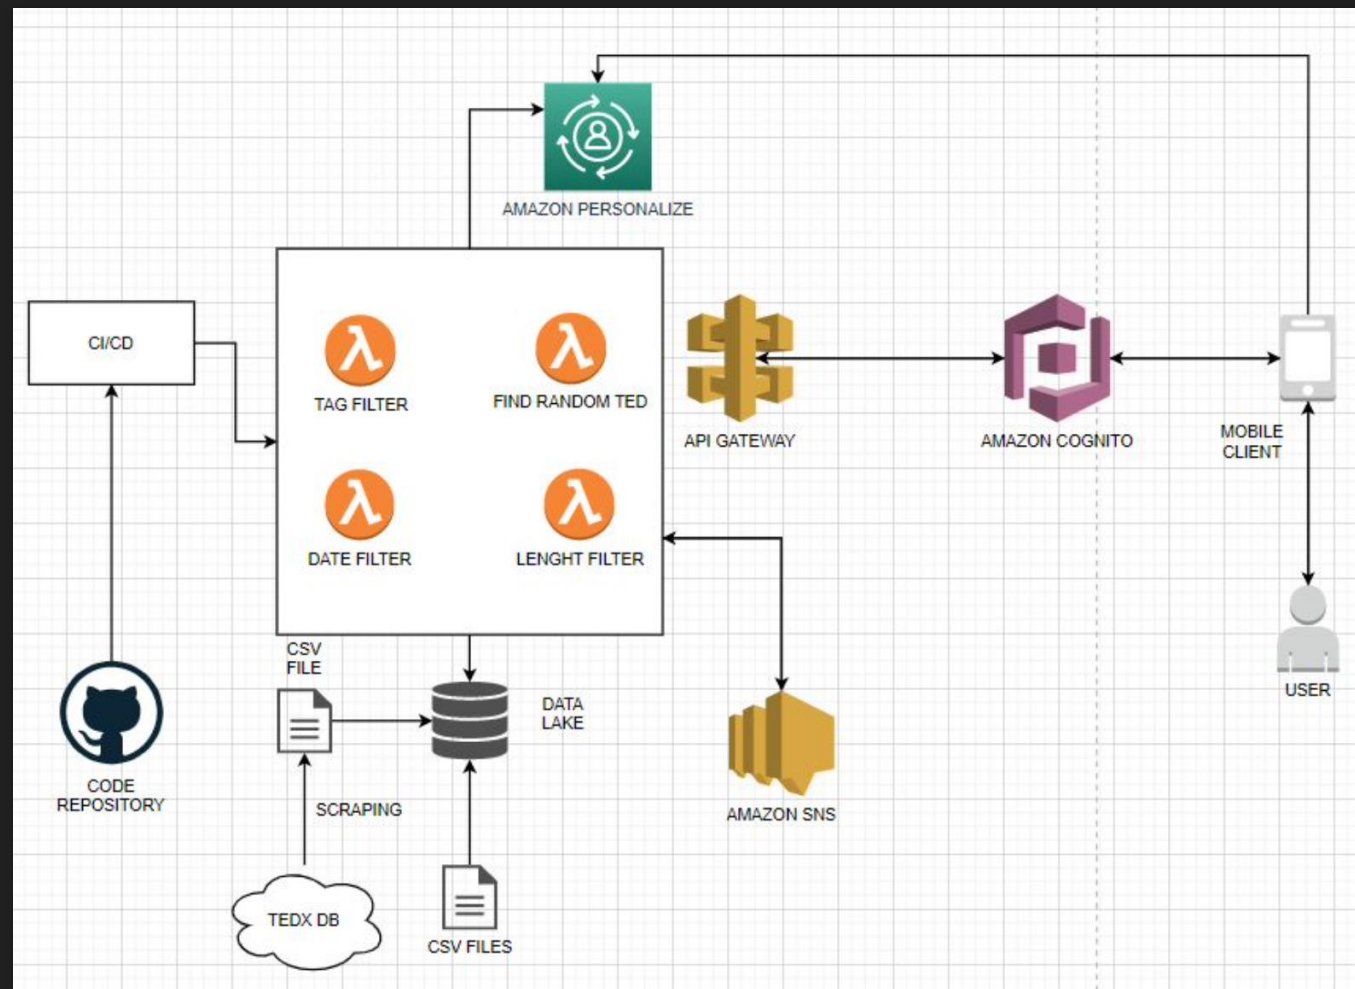 AMAZON PERSONALIZE
CI/CD
TAG FILTER
FIND RANDOM TED
API GATEWAY
AMAZON COGNITO
MOBILE
CLIENT
DATE FILTER
LENGHT FILTER
CSV
FILE
DATA
LAKE
USER
CODE
REPOSITORY
SCRAPING
AMAZON SNS
TEDX DB
CSV FILES